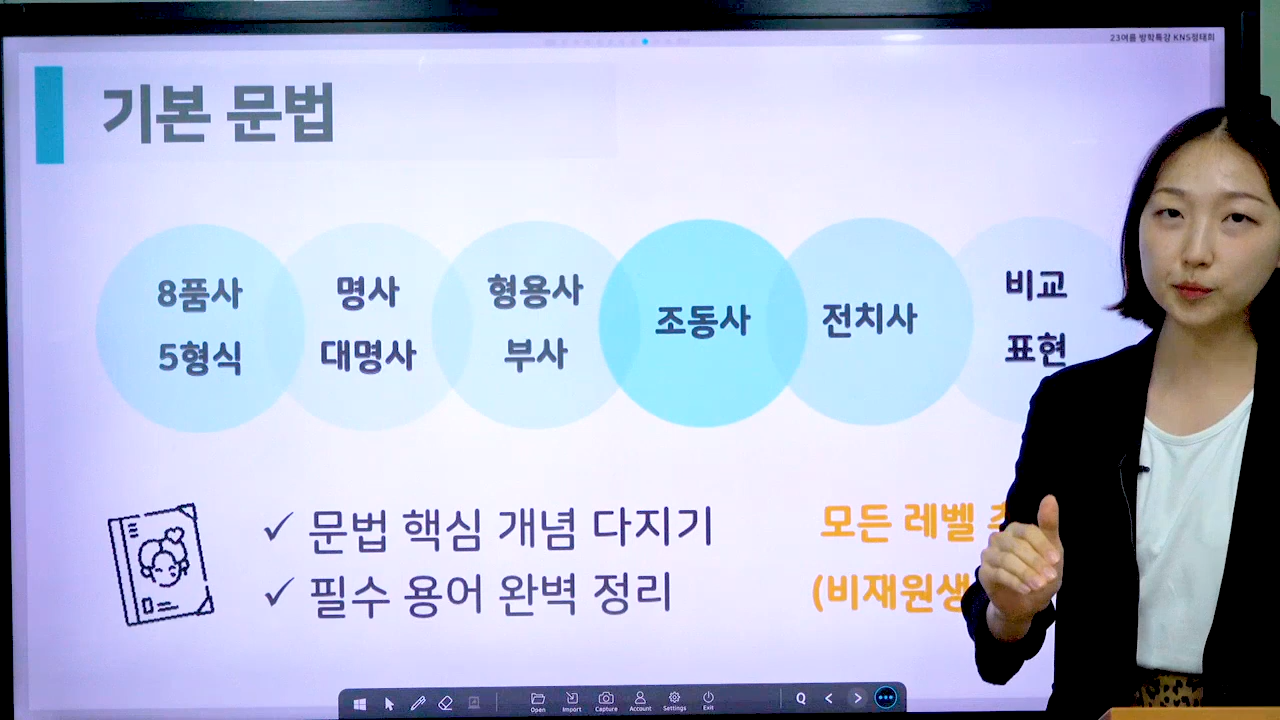 23여름 방학특강 KNS정태희
기본 문법
8품사
5형식
명사
대명사
형용사
부사
조동사
전치사
비교
표현
✓ 문법 핵심 개념 다지기
✓ 필수 용어 완벽 정리
모든 레벨
(비재원생
Open
Import
Capture
Account
Settings
Exit